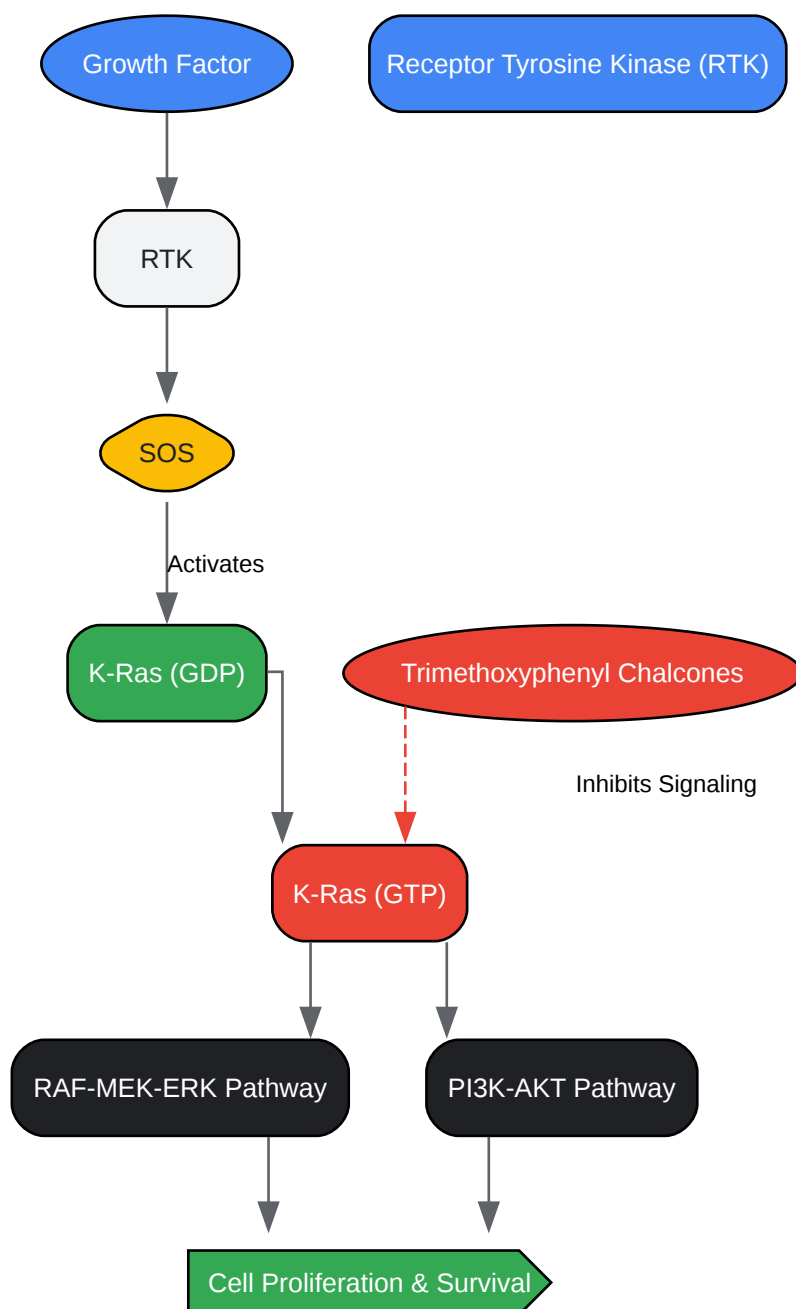 Growth Factor
Receptor Tyrosine Kinase (RTK)
RTK
SOS
Activates
K-Ras (GDP)
Trimethoxyphenyl Chalcones
Inhibits Signaling
K-Ras (GTP)
RAF-MEK-ERK Pathway
PI3K-AKT Pathway
Cell Proliferation & Survival